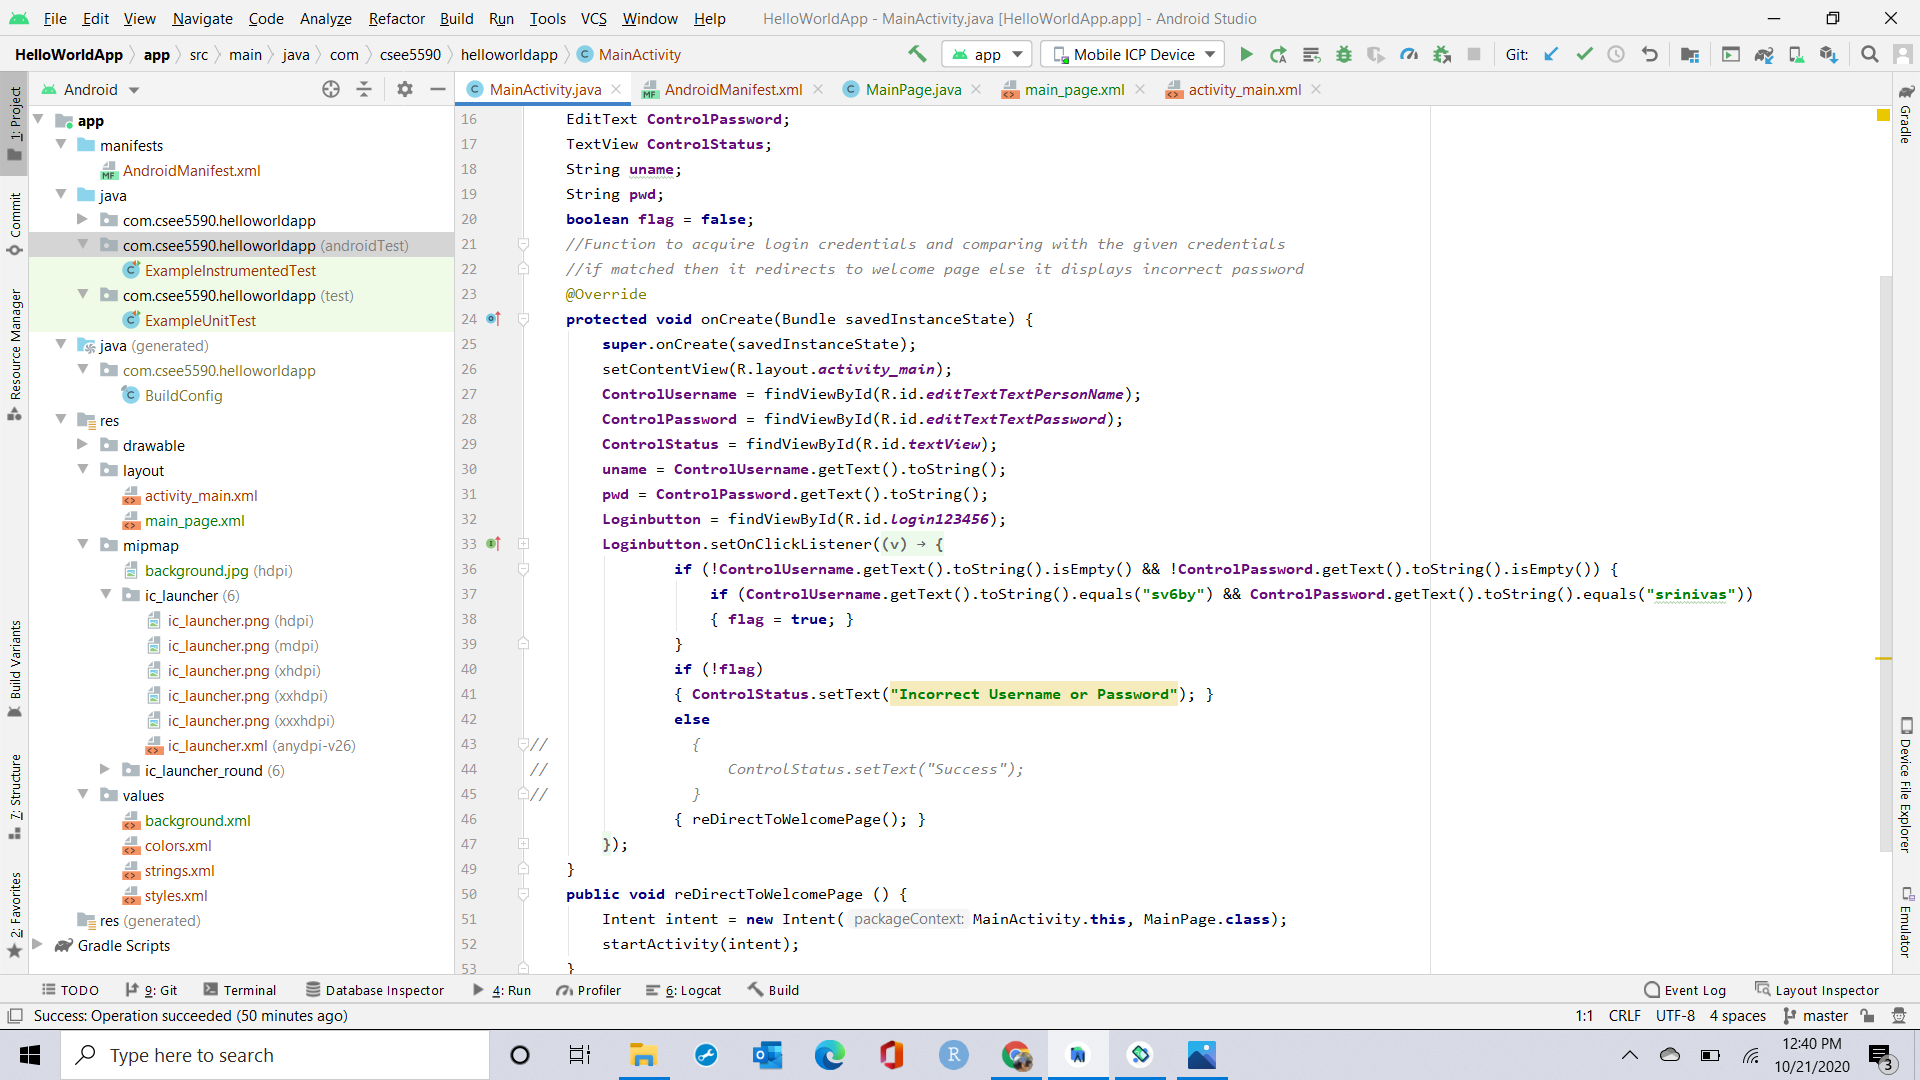 File Edit View Navigate Code Analyze Refactor Build Run Tools VCS Window Help HelloWorldApp - MainActivity.java [HelloWorldApp.app] - Android Studio
HelloWorldApp app src main java com csee5590 helloworldapp MainActivity app Mobile ICP Device Git:
Android MainActivity.java AndroidManifest.xml MainPage.java main_page.xml activity_main.xml
1: Project
Commit
Resource Manager
Build Variants
7: Structure
2: Favorites
app
manifests
AndroidManifest.xml
java
com.csee5590.helloworldapp
com.csee5590.helloworldapp (androidTest)
ExampleInstrumentedTest
com.csee5590.helloworldapp (test)
ExampleUnitTest
java (generated)
com.csee5590.helloworldapp
BuildConfig
res
drawable
layout
activity_main.xml
main_page.xml
mipmap
background.jpg (hdpi)
ic_launcher (6)
ic_launcher.png (hdpi)
ic_launcher.png (mdpi)
ic_launcher.png (xhdpi)
ic_launcher.png (xxhdpi)
ic_launcher.png (xxxhdpi)
ic_launcher.xml (anydpi-v26)
ic_launcher_round (6)
values
background.xml
colors.xml
strings.xml
styles.xml
res (generated)
Gradle Scripts
16 EditText ControlPassword;
17 TextView ControlStatus;
18 String uname;
19 String pwd;
20 boolean flag = false;
21 //Function to acquire login credentials and comparing with the given credentials
22 //if matched then it redirects to welcome page else it displays incorrect password
23 @Override
24 protected void onCreate(Bundle savedInstanceState) {
25 super.onCreate(savedInstanceState);
26 setContentView(R.layout.activity_main);
27 ControlUsername = findViewById(R.id.editTextTextPersonName);
28 ControlPassword = findViewById(R.id.editTextTextPassword);
29 ControlStatus = findViewById(R.id.textView);
30 uname = ControlUsername.getText().toString();
31 pwd = ControlPassword.getText().toString();
32 Loginbutton = findViewById(R.id.login123456);
33 Loginbutton.setOnClickListener((v) → {
36 if (!ControlUsername.getText().toString().isEmpty() && !ControlPassword.getText().toString().isEmpty()) {
37 if (ControlUsername.getText().toString().equals("sv6by") && ControlPassword.getText().toString().equals("srinivas"))
38 { flag = true; }
39 }
40 if (!flag)
41 { ControlStatus.setText("Incorrect Username or Password"); }
42 else
43 // {
44 // ControlStatus.setText("Success");
45 // }
46 { reDirectToWelcomePage(); }
47 });
49 }
50 public void reDirectToWelcomePage () {
51 Intent intent = new Intent( packageContext: MainActivity.this, MainPage.class);
52 startActivity(intent);
53 }
Gradle
Device File Explorer
Emulator
TODO 9: Git Terminal Database Inspector 4: Run Profiler 6: Logcat Build Event Log Layout Inspector
Success: Operation succeeded (50 minutes ago) 1:1 CRLF UTF-8 4 spaces master
Type here to search
12:40 PM
10/21/2020
3